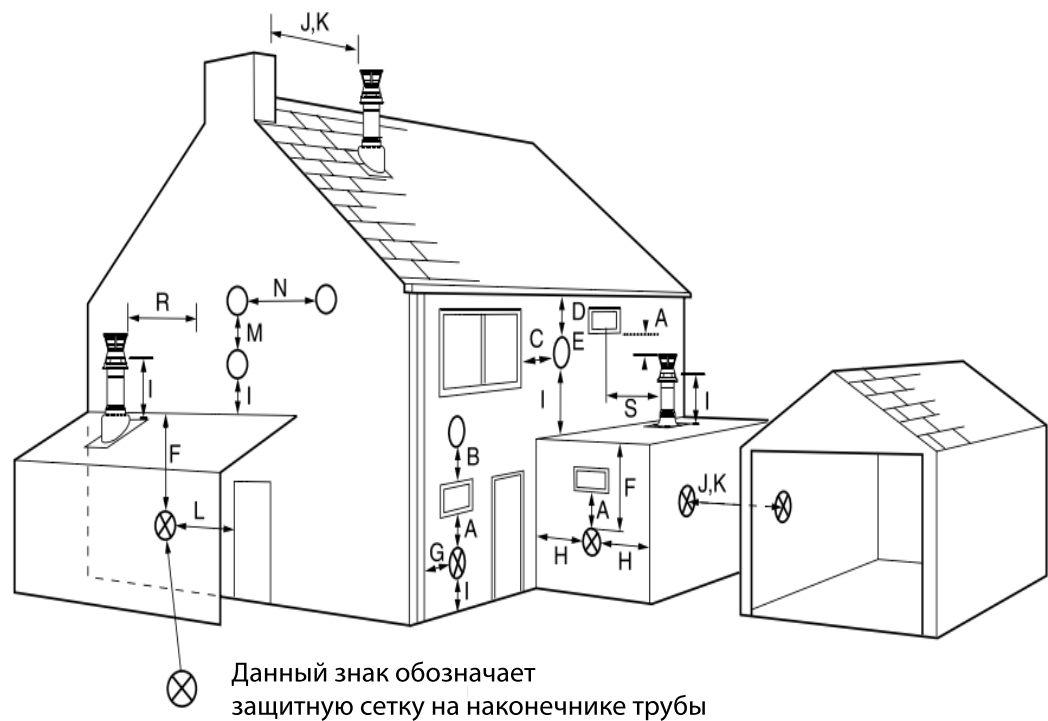 J,K
N
R
M
D
A
E
C
I
I
I
S
I
F
B
F
J,K
L
A
A
G
H
H
I
Данный знак обозначает
защитную сетку на наконечнике трубы